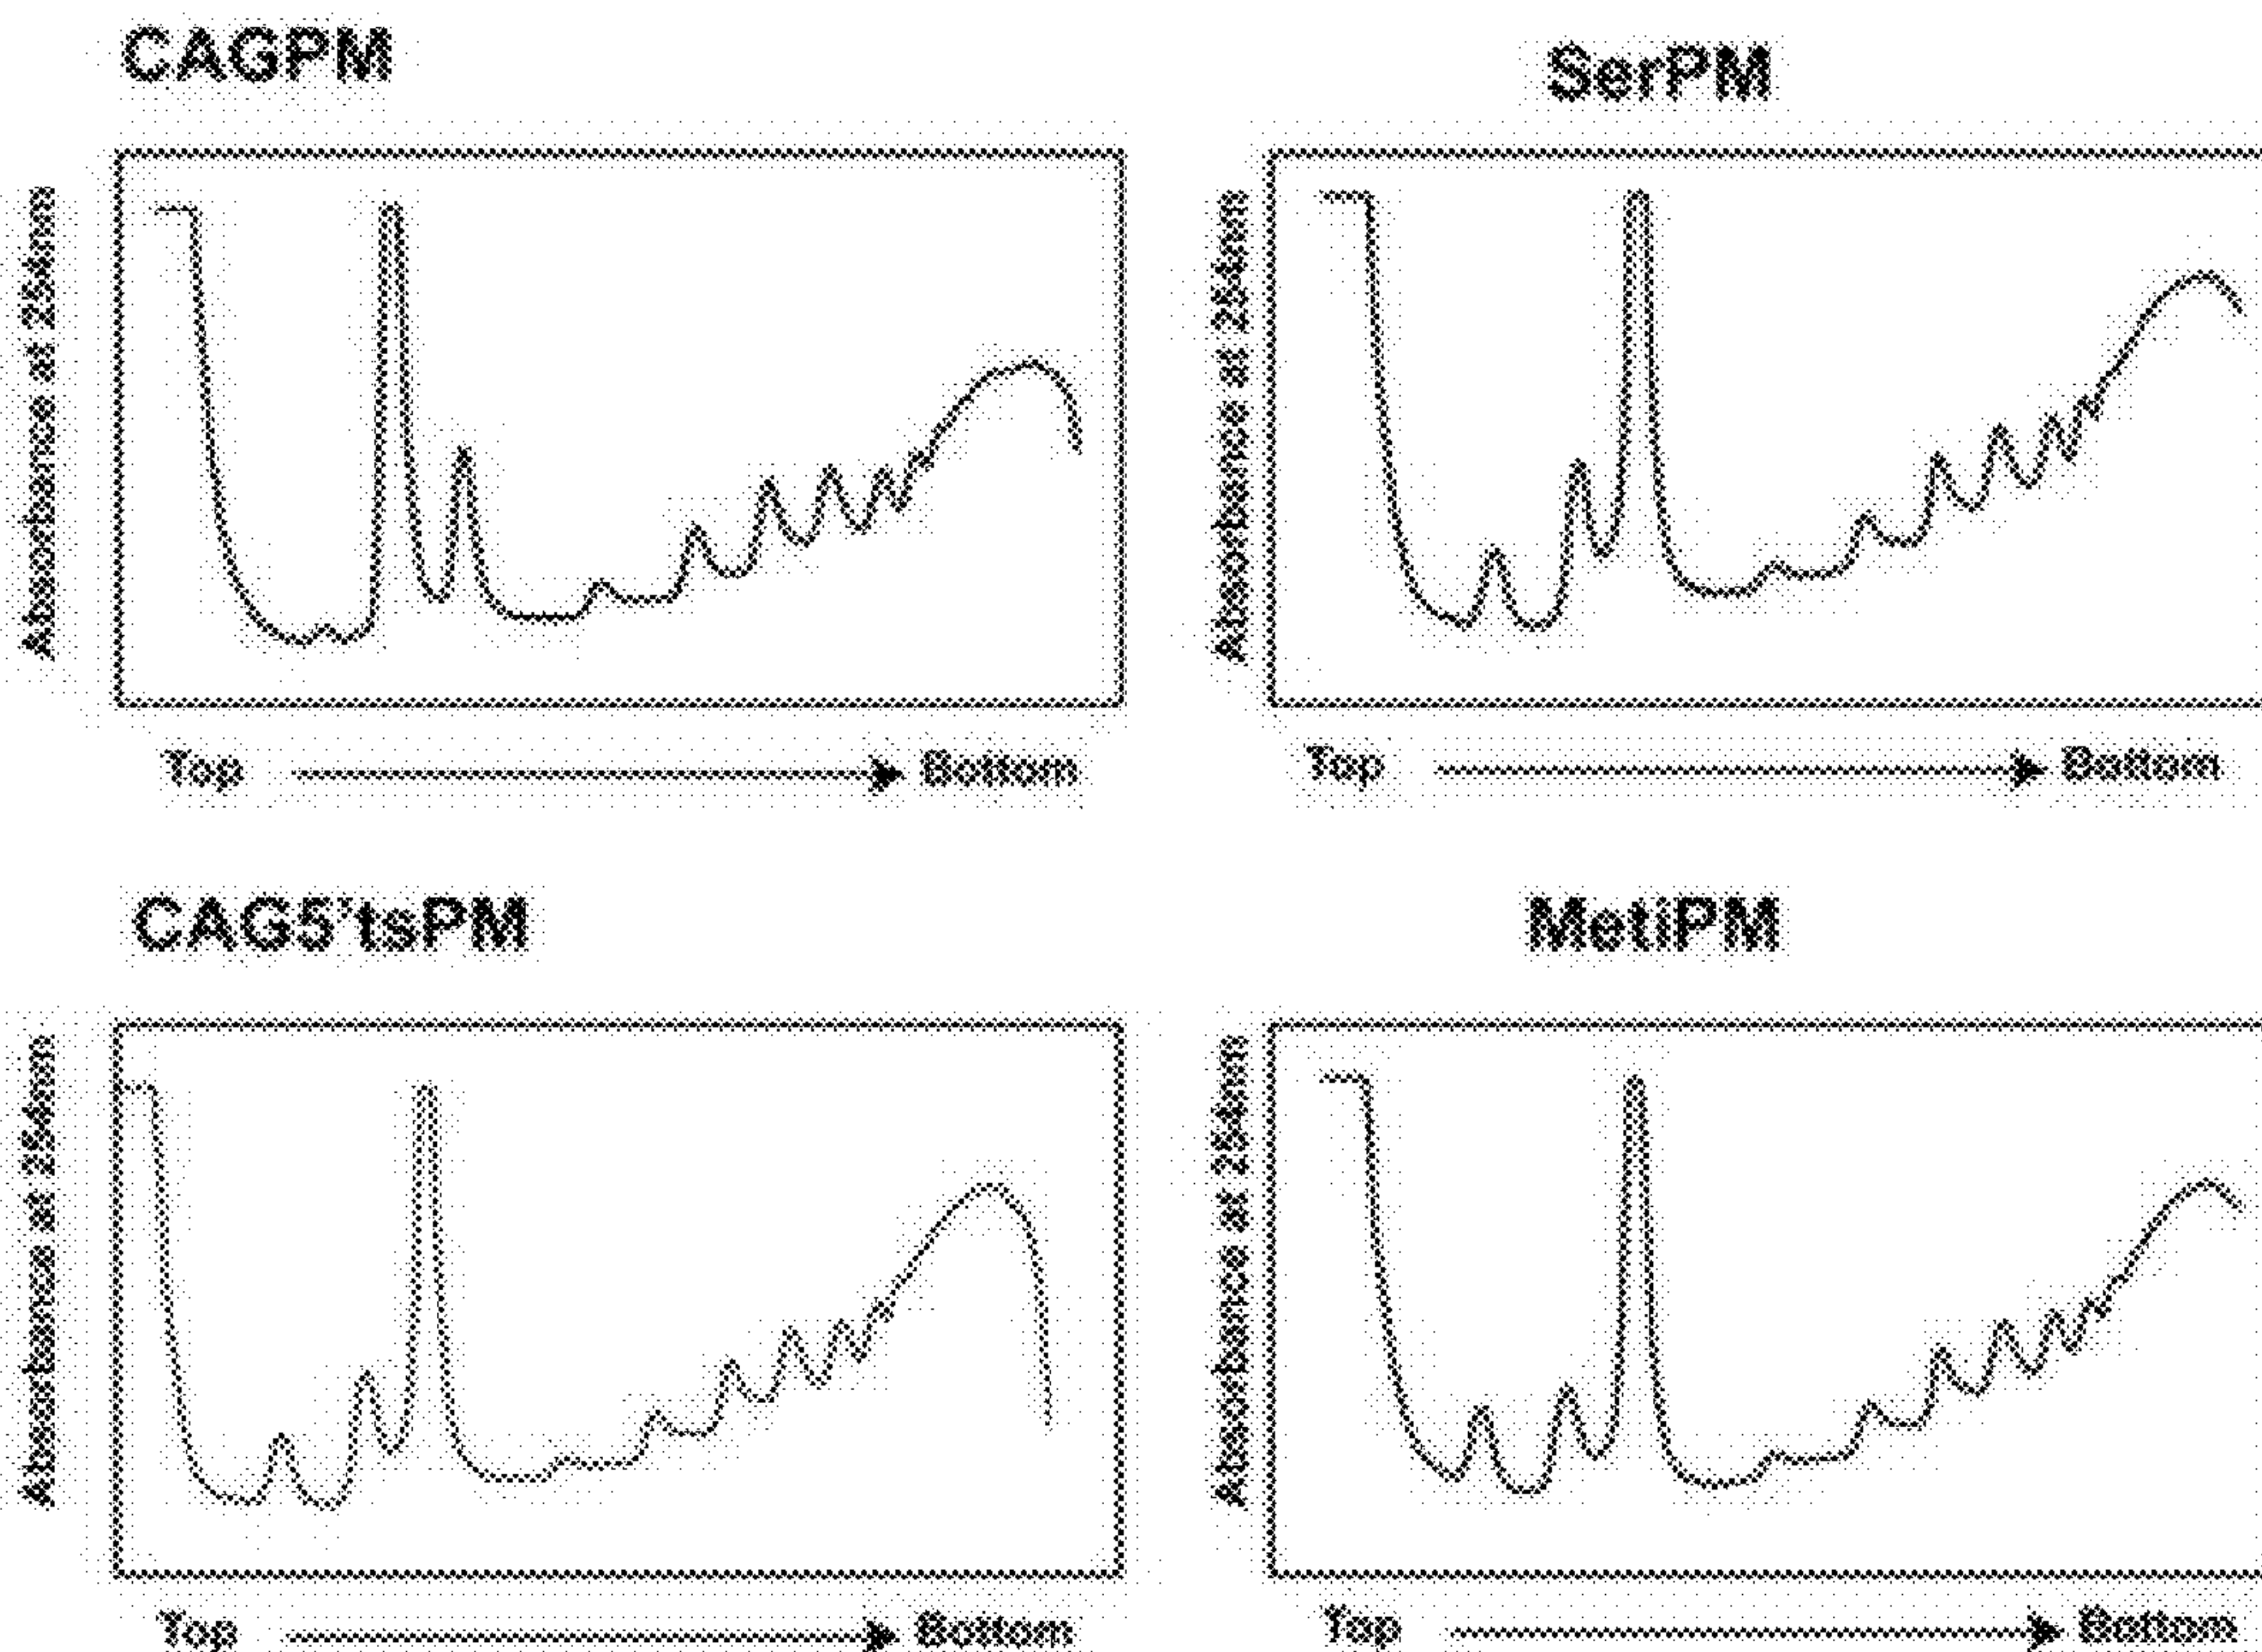 CAGPM
SerPM
Absorbance at 254nm
Absorbance at 254nm
Top
Bottom
Top
Bottom
CAG5'tsPM
MetiPM
Absorbance at 254nm
Absorbance at 254nm
Top
Bottom
Top
Bottom